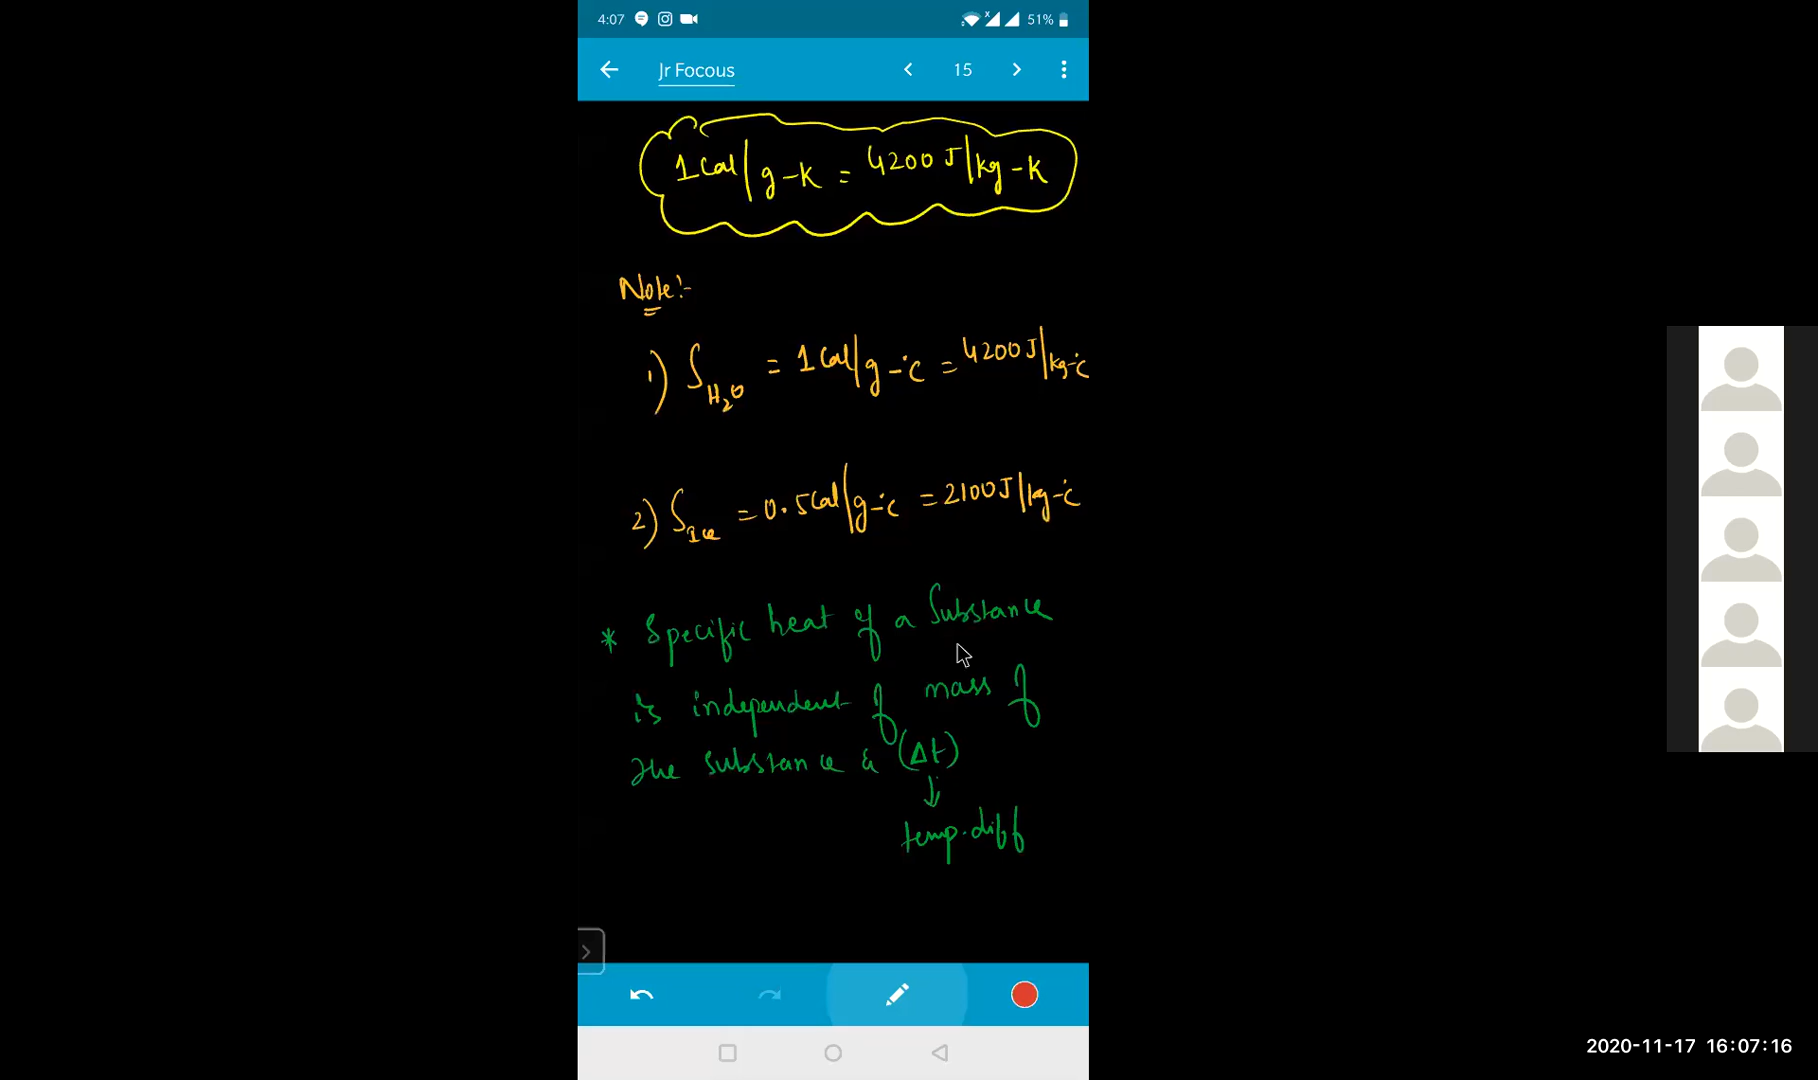 4:07
51%
Jr Focous
15
1 Cal/g-K = 4200 J/kg-K
Note:-
1) S H₂O = 1 Cal/g-°C = 4200 J/kg-°C
2) S Ice = 0.5 Cal/g-°C = 2100 J/kg-°C
* Specific heat of a Substance
is independent of mass of
the substance & (Δt)
↓
temp.diff
2020-11-17 16:07:16